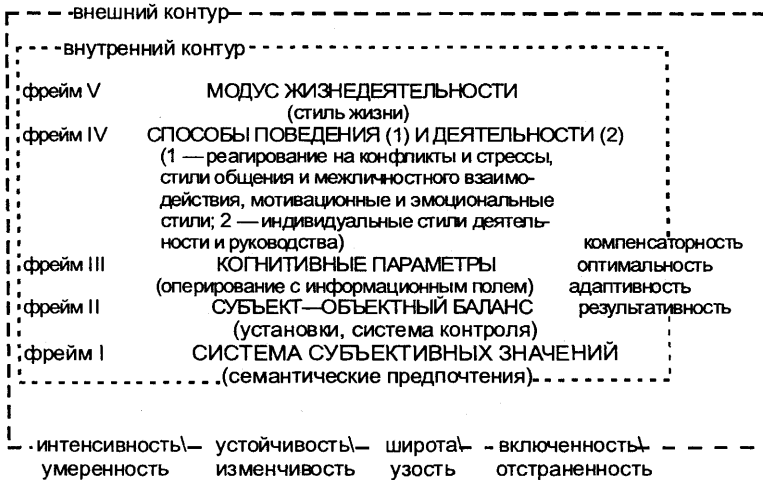 внешний контур
внутренний контур
фрейм V МОДУС ЖИЗНЕДЕЯТЕЛЬНОСТИ
(стиль жизни)
фрейм IV СПОСОБЫ ПОВЕДЕНИЯ (1) И ДЕЯТЕЛЬНОСТИ (2)
(1 — реагирование на конфликты и стрессы,
стили общения и межличностного взаимо-
действия, мотивационные и эмоциональные
стили; 2 — индивидуальные стили деятель-
ности и руководства) компенсаторность
фрейм III КОГНИТИВНЫЕ ПАРАМЕТРЫ оптимальность
(оперирование с информационным полем) адаптивность
фрейм II СУБЪЕКТ—ОБЪЕКТНЫЙ БАЛАНС результативность
(установки, система контроля)
фрейм I СИСТЕМА СУБЪЕКТИВНЫХ ЗНАЧЕНИЙ
(семантические предпочтения)
интенсивность\ устойчивость\ широта\ включенность\
умеренность изменчивость узость отстраненность